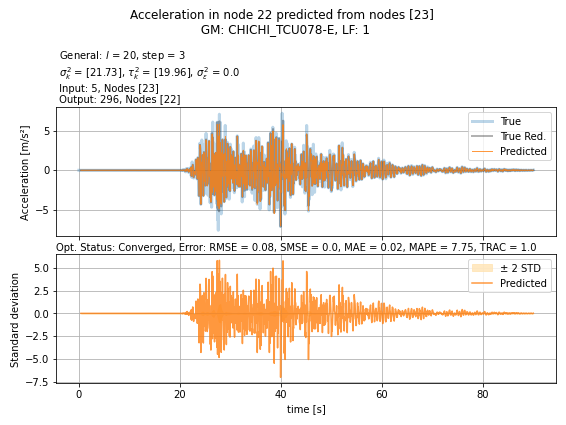 Acceleration in node 22 predicted from nodes [23]
GM: CHICHI_TCU078-E, LF: 1
General: l = 20, step = 3
σ²ₖ = [21.73], τ²ₖ = [19.96], σ²ε = 0.0
Input: 5, Nodes [23]
Output: 296, Nodes [22]
Acceleration [m/s²]
5
0
−5
True
True Red.
Predicted
Opt. Status: Converged, Error: RMSE = 0.08, SMSE = 0.0, MAE = 0.02, MAPE = 7.75, TRAC = 1.0
Standard deviation
5.0
2.5
0.0
−2.5
−5.0
−7.5
± 2 STD
Predicted
0 20 40 60 80
time [s]